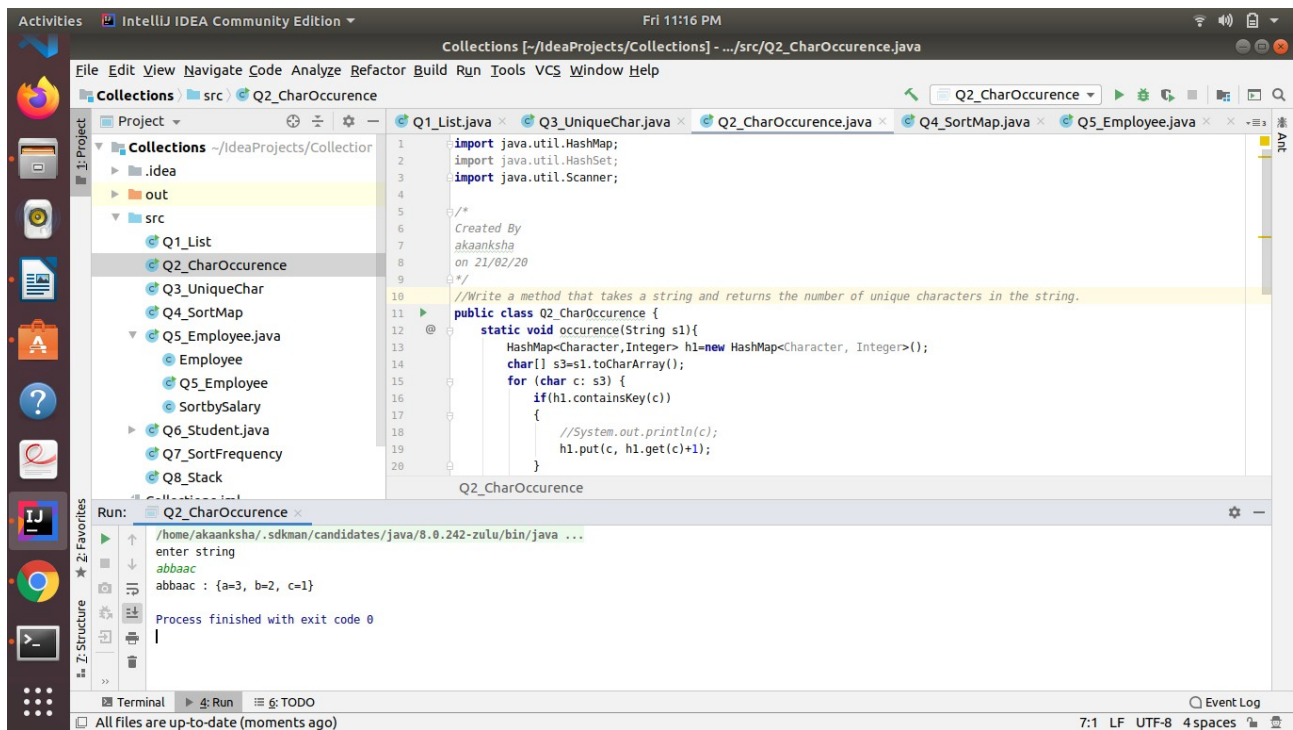 Activities IntelliJ IDEA Community Edition Fri 11:16 PM
Collections [~/IdeaProjects/Collections] - .../src/Q2_CharOccurence.java
File Edit View Navigate Code Analyze Refactor Build Run Tools VCS Window Help
Collections src Q2_CharOccurence Q2_CharOccurence
1: Project
Project
Collections ~/IdeaProjects/Collection
.idea
out
src
Q1_List
Q2_CharOccurence
Q3_UniqueChar
Q4_SortMap
Q5_Employee.java
Employee
Q5_Employee
SortbySalary
Q6_Student.java
Q7_SortFrequency
Q8_Stack
Q1_List.java Q3_UniqueChar.java Q2_CharOccurence.java Q4_SortMap.java Q5_Employee.java
Ant
1 import java.util.HashMap;
2 import java.util.HashSet;
3 import java.util.Scanner;
4
5 /*
6 Created By
7 akaanksha
8 on 21/02/20
9 */
10 //Write a method that takes a string and returns the number of unique characters in the string.
11 public class Q2_CharOccurence {
12 @ static void occurence(String s1){
13 HashMap<Character,Integer> h1=new HashMap<Character, Integer>();
14 char[] s3=s1.toCharArray();
15 for (char c: s3) {
16 if(h1.containsKey(c))
17 {
18 //System.out.println(c);
19 h1.put(c, h1.get(c)+1);
20 }
Q2_CharOccurence
2: Favorites
Z: Structure
Run: Q2_CharOccurence
/home/akaanksha/.sdkman/candidates/java/8.0.242-zulu/bin/java ...
enter string
abbaac
abbaac : {a=3, b=2, c=1}
Process finished with exit code 0
Terminal 4: Run 6: TODO Event Log
All files are up-to-date (moments ago) 7:1 LF UTF-8 4 spaces